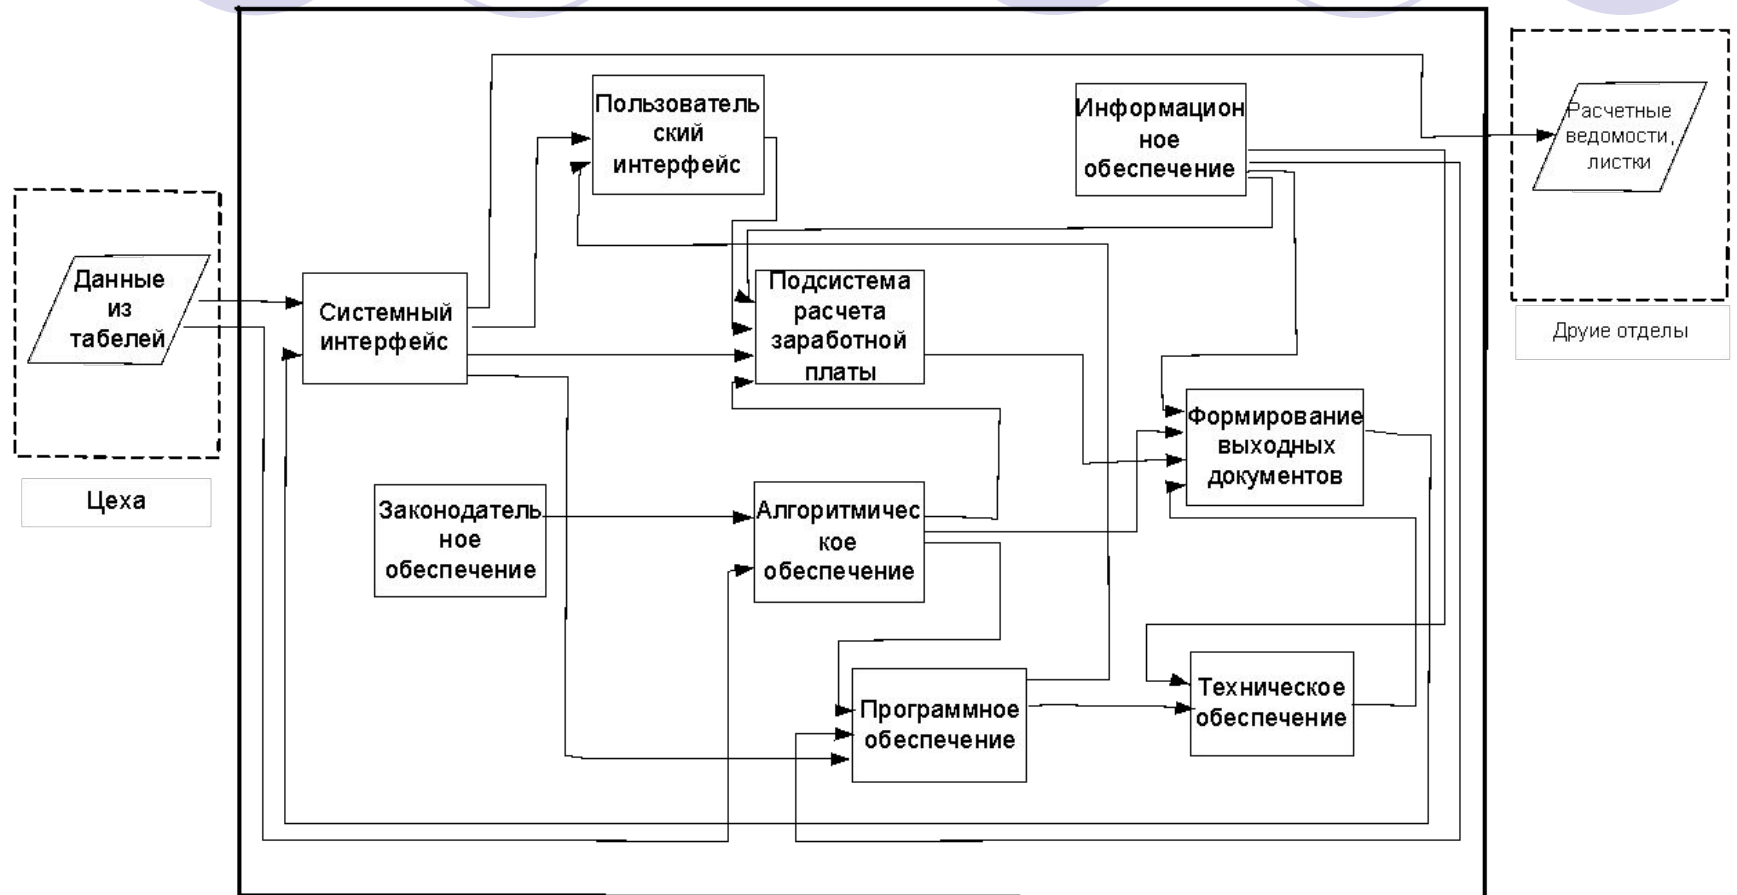 Пользователь
ский
интерфейс
Информацион
ное
обеспечение
Расчетные
ведомости,
листки
Данные
из
табелей
Системный
интерфейс
Подсистема
расчета
заработной
платы
Друие отделы
Формирование
выходных
документов
Цеха
Законодатель
ное
обеспечение
Алгоритмичес
кое
обеспечение
Программное
обеспечение
Техническое
обеспечение